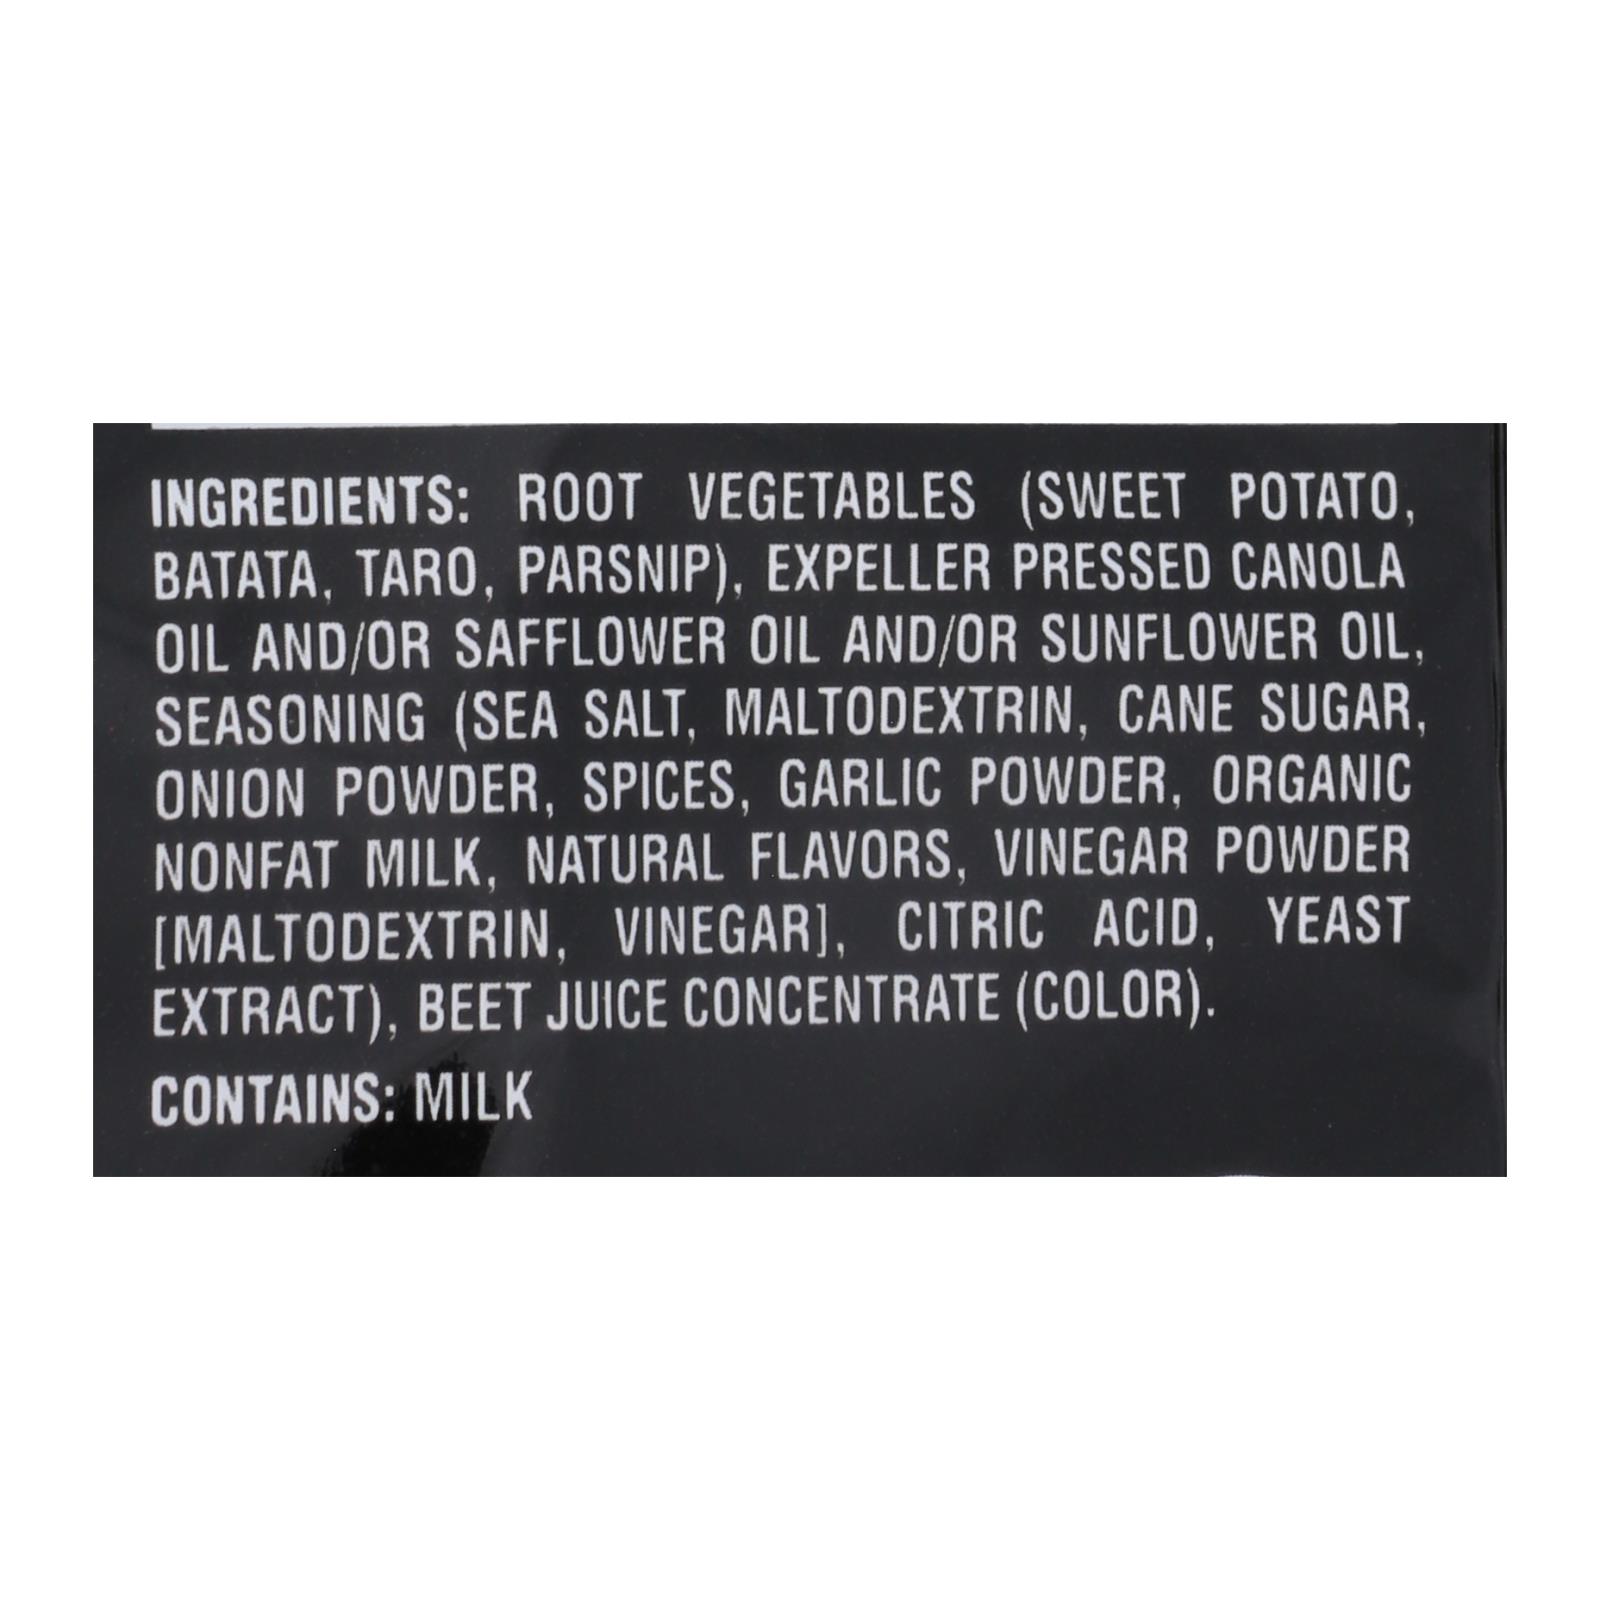 INGREDIENTS: ROOT VEGETABLES (SWEET POTATO,
BATATA, TARO, PARSNIP), EXPELLER PRESSED CANOLA
OIL AND/OR SAFFLOWER OIL AND/OR SUNFLOWER OIL,
SEASONING (SEA SALT, MALTODEXTRIN, CANE SUGAR,
ONION POWDER, SPICES, GARLIC POWDER, ORGANIC
NONFAT MILK, NATURAL FLAVORS, VINEGAR POWDER
[MALTODEXTRIN, VINEGAR], CITRIC ACID, YEAST
EXTRACT), BEET JUICE CONCENTRATE (COLOR).
CONTAINS: MILK